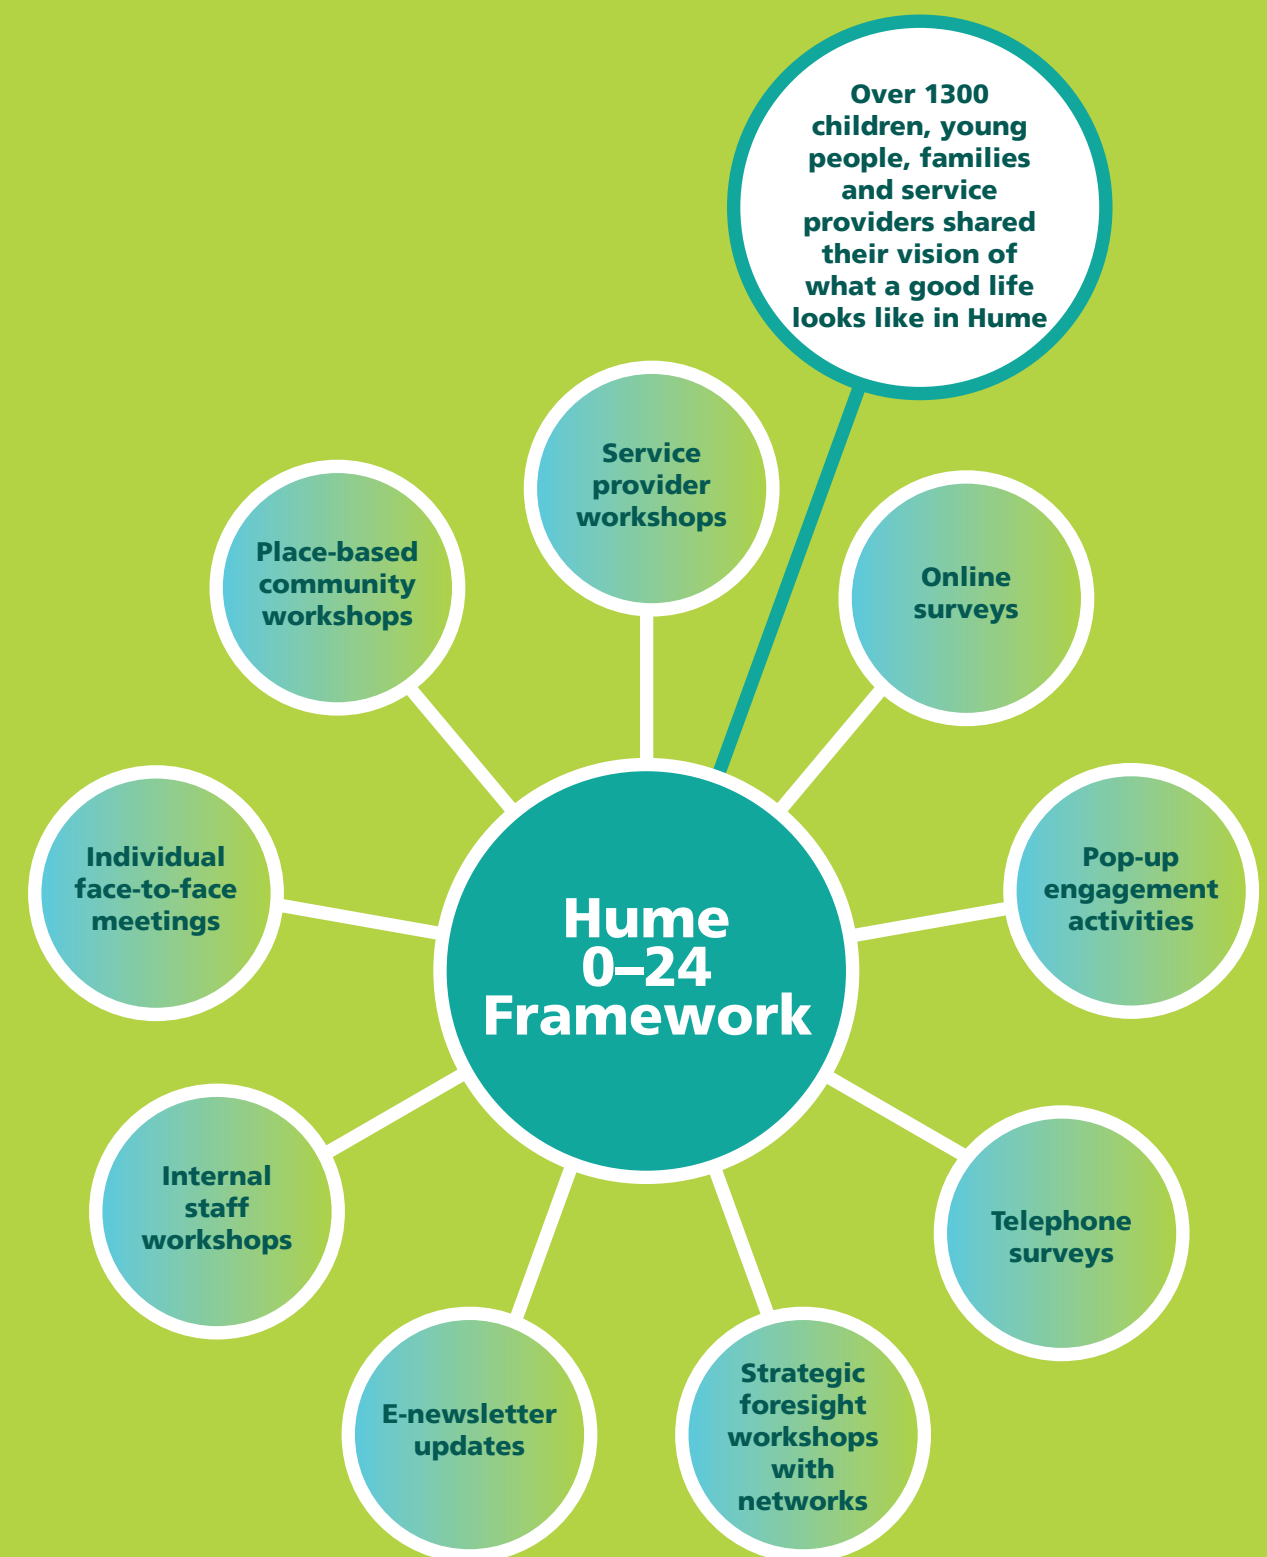 Over 1300
children, young
people, families
and service
providers shared
their vision of
what a good life
looks like in Hume
Service
provider
workshops
Online
surveys
Place-based
community
workshops
Pop-up
engagement
activities
Individual
face-to-face
meetings
Hume
0–24
Framework
Telephone
surveys
Internal
staff
workshops
Strategic
foresight
workshops
with
networks
E-newsletter
updates